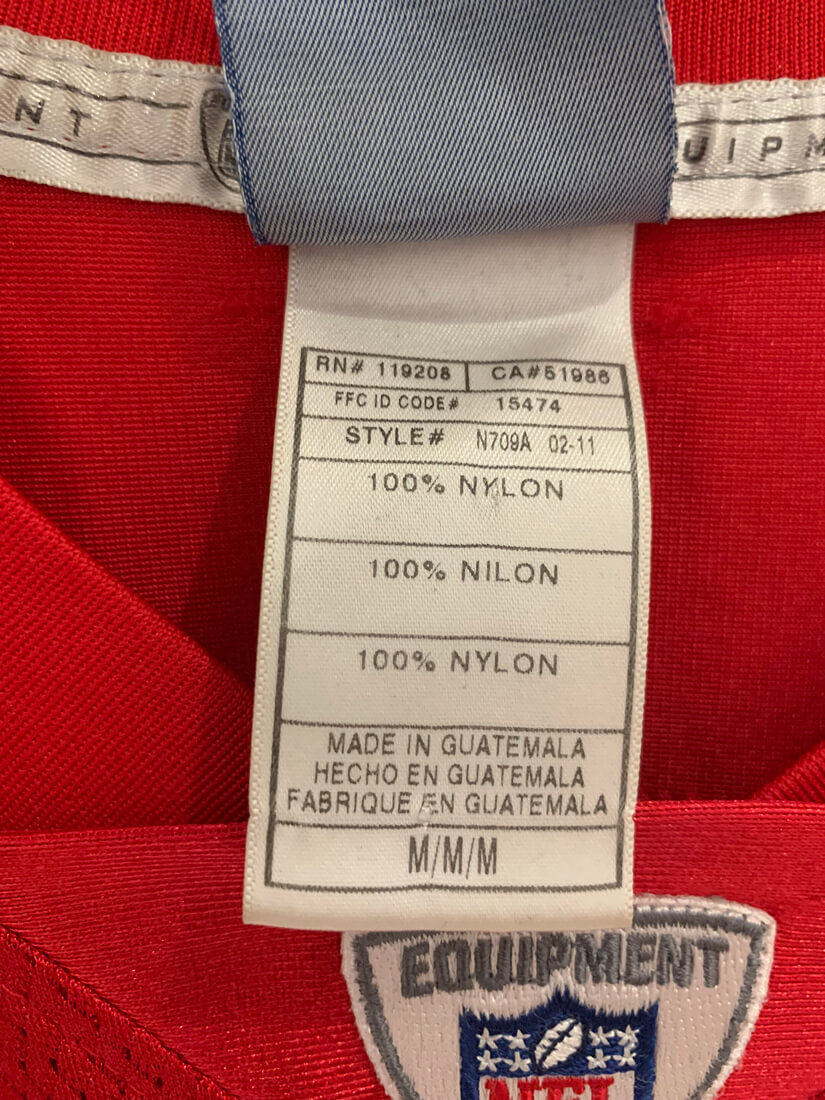 NT
UIPM
RN# 119208 CA#51986
FFC ID CODE# 15474
STYLE# N709A 02-11
100% NYLON
100% NILON
100% NYLON
MADE IN GUATEMALA
HECHO EN GUATEMALA
FABRIQUE EN GUATEMALA
M/M/M
EQUIPMENT
NFL